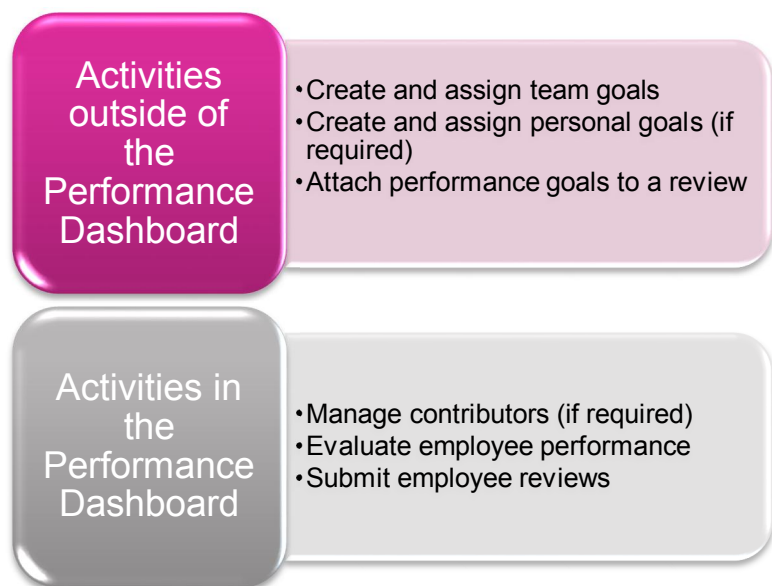 Activities
outside of
the
Performance
Dashboard
•Create and assign team goals
•Create and assign personal goals (if
required)
•Attach performance goals to a review
Activities in
the
Performance
Dashboard
•Manage contributors (if required)
•Evaluate employee performance
•Submit employee reviews